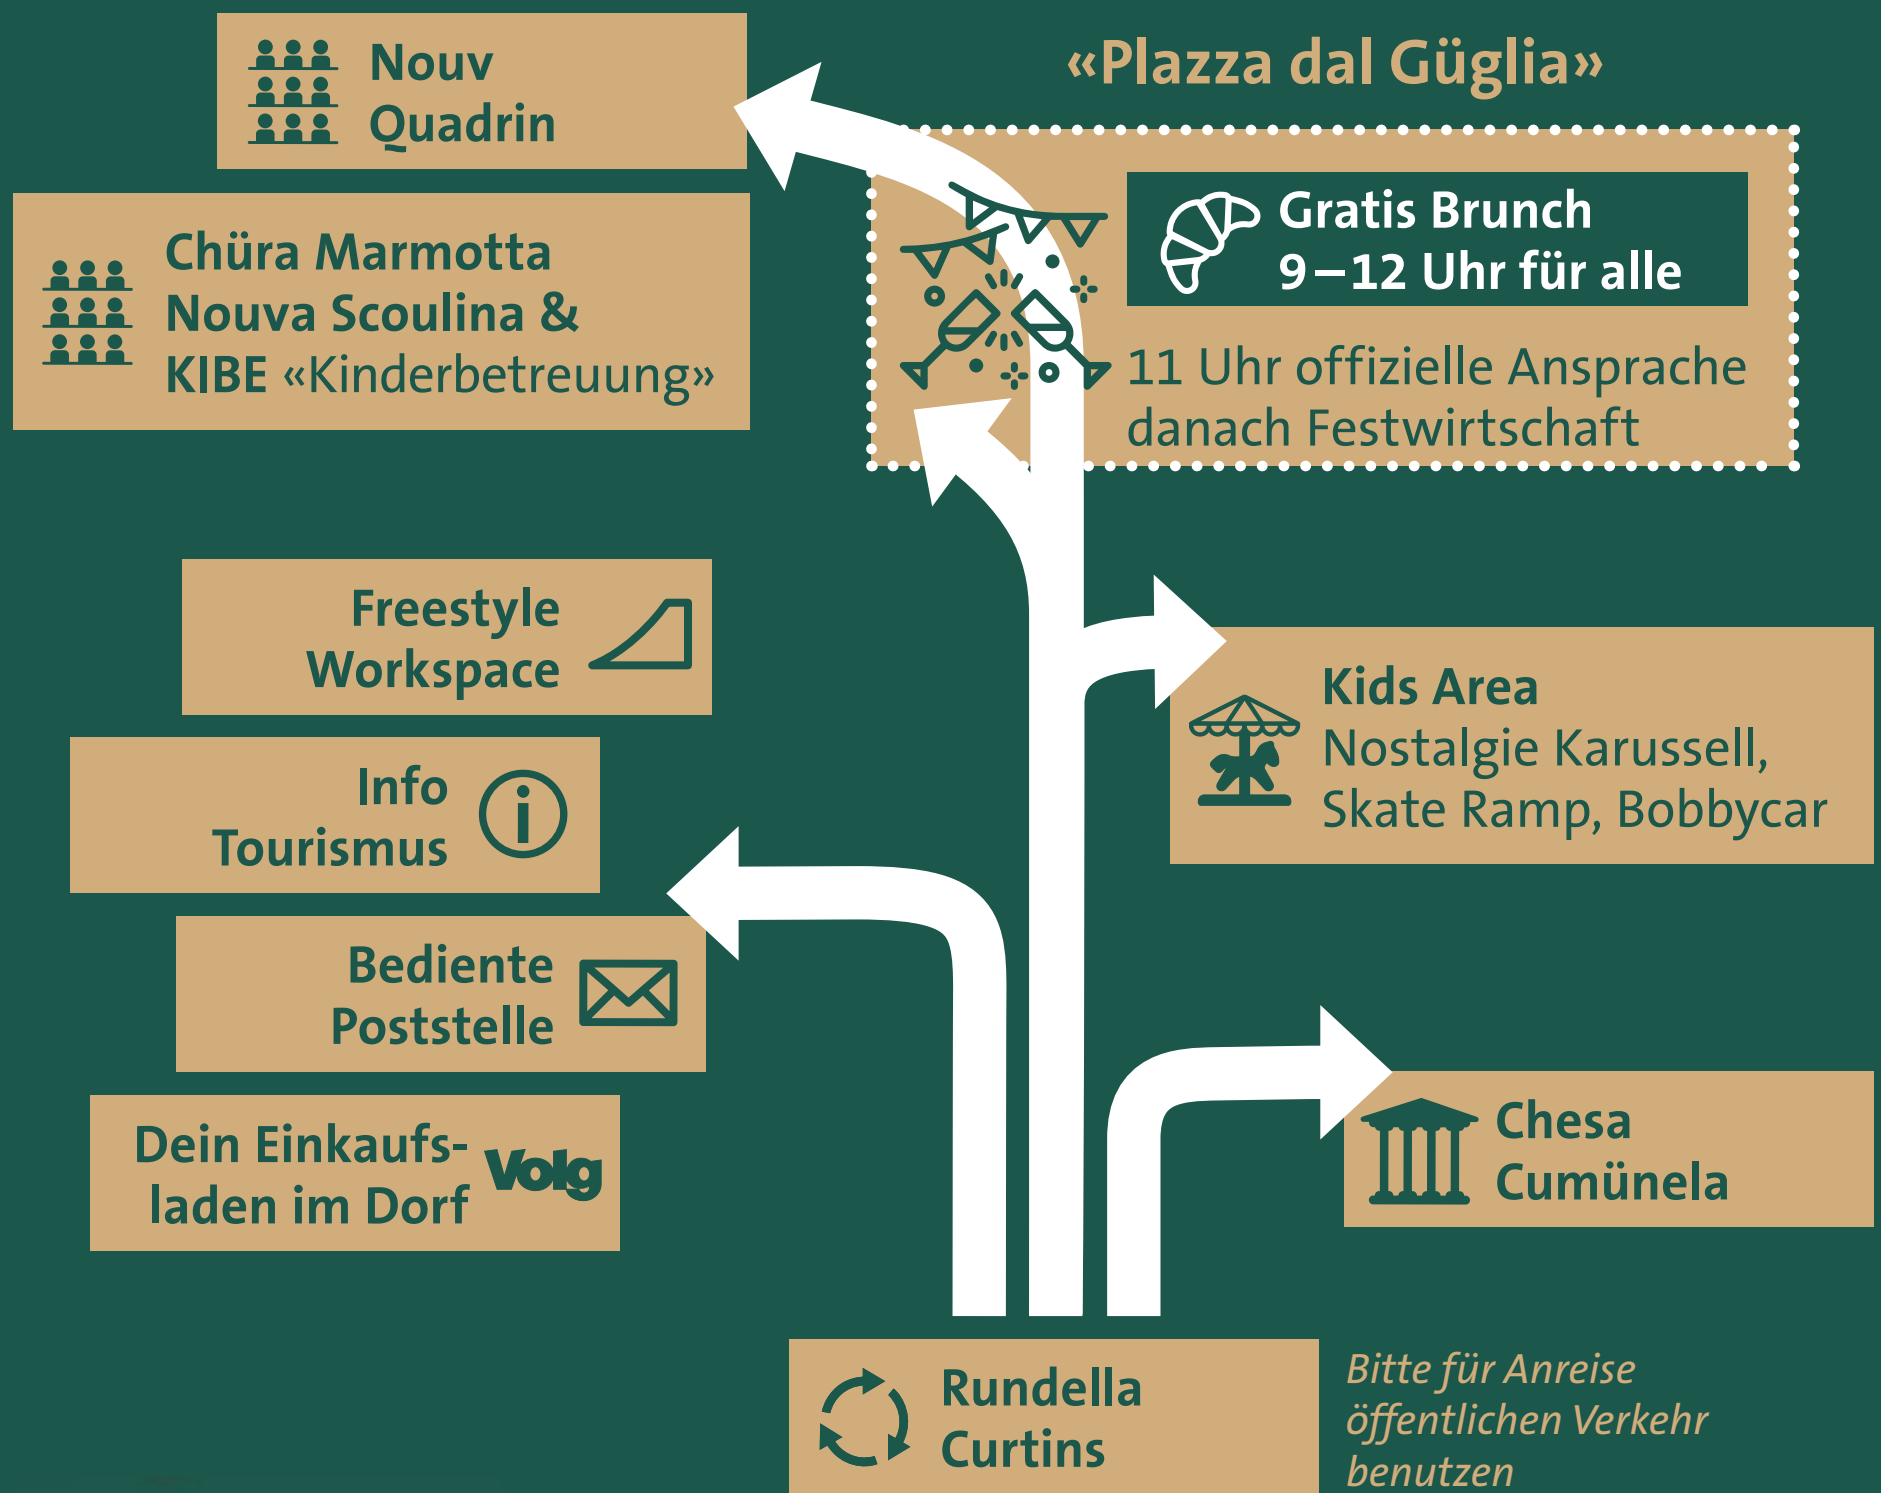 Nouv
Quadrin
Chüra Marmotta
Nouva Scoulina &
KIBE «Kinderbetreuung»
«Plazza dal Güglia»
Gratis Brunch
9–12 Uhr für alle
11 Uhr offizielle Ansprache
danach Festwirtschaft
Freestyle
Workspace
Info
Tourismus
i
Bediente
Poststelle
Dein Einkaufs-
laden im Dorf
Volg
Kids Area
Nostalgie Karussell,
Skate Ramp, Bobbycar
Chesa
Cumünela
Rundella
Curtins
Bitte für Anreise
öffentlichen Verkehr
benutzen